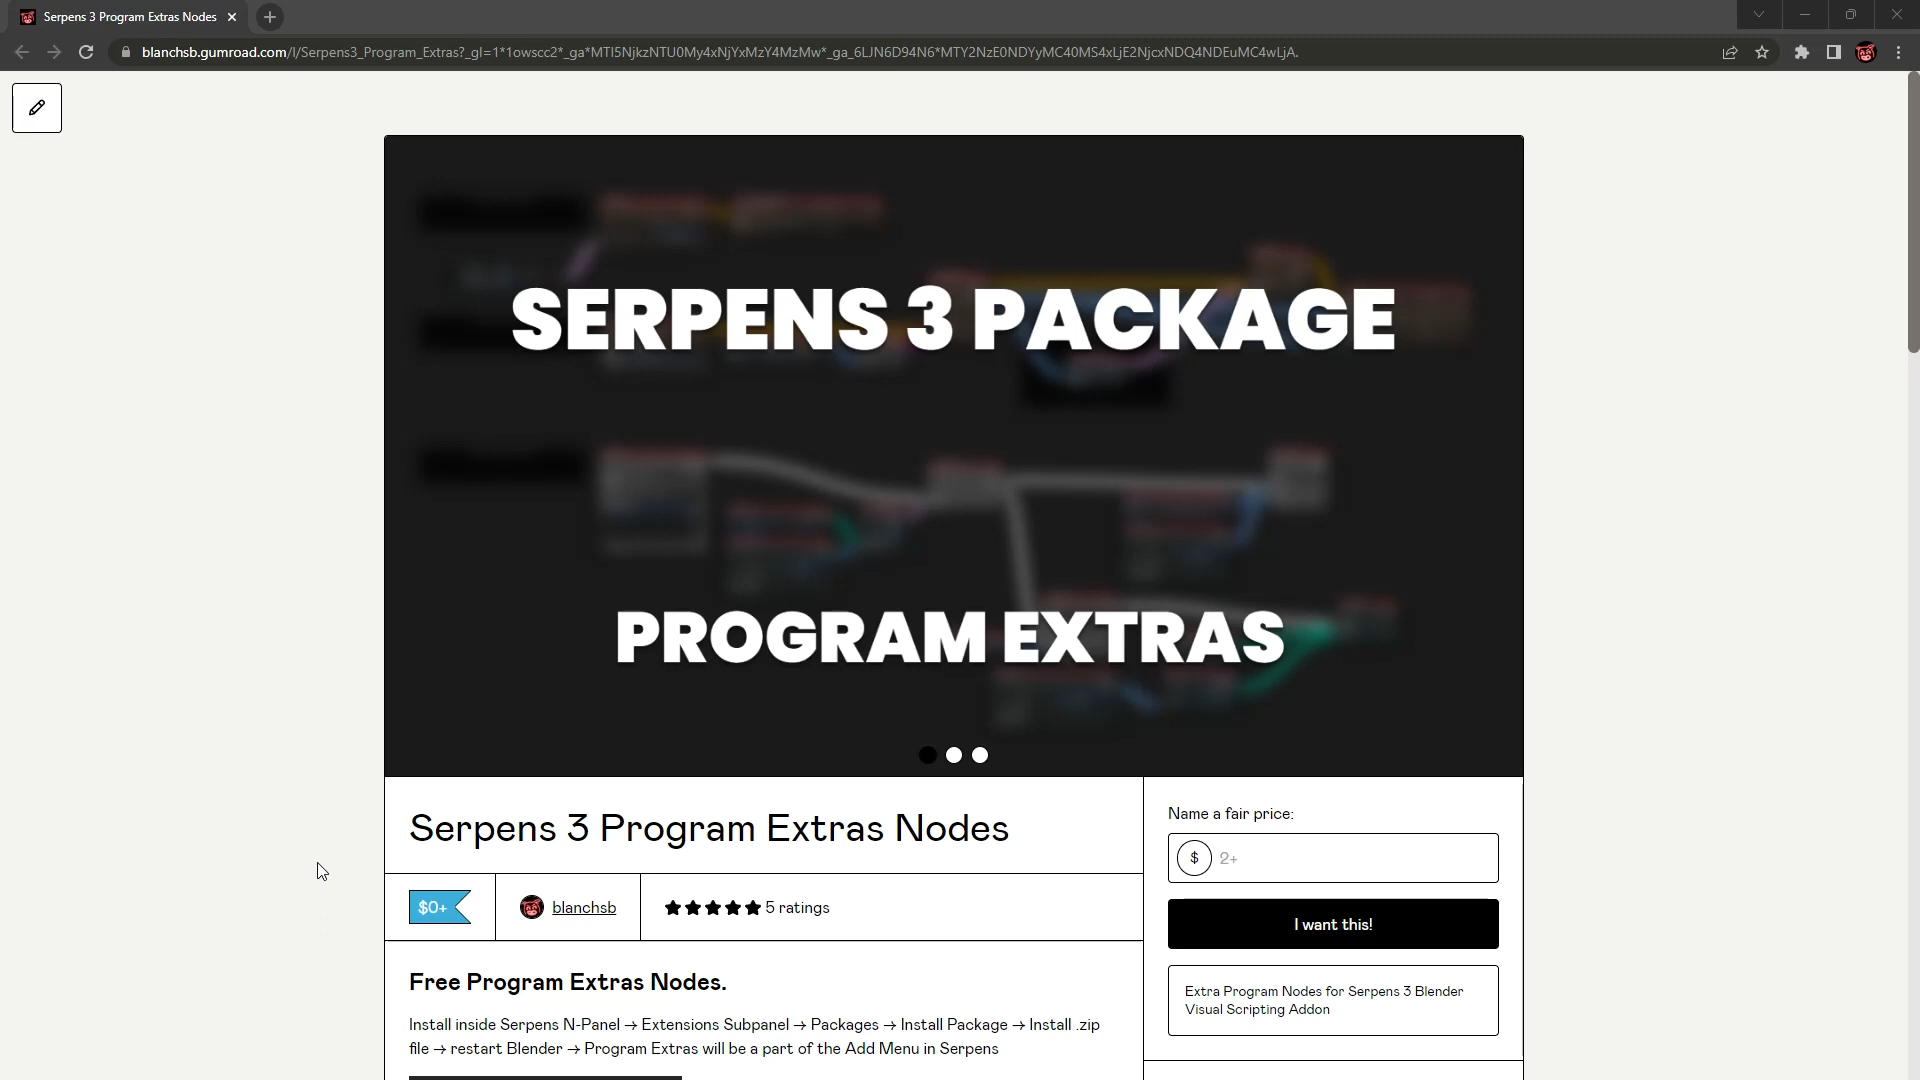 Serpens 3 Program Extras Nodes
blanchsb.gumroad.com/l/Serpens3_Program_Extras?_gl=1*1owscc2*_ga*MTI5NjkzNTU0My4xNjYxMzY4MzMw*_ga_6LJN6D94N6*MTY2NzE0NDYyMC40MS4xLjE2NjcxNDQ4NDEuMC4wLjA.
SERPENS 3 PACKAGE
PROGRAM EXTRAS
Serpens 3 Program Extras Nodes
$0+
blanchsb
5 ratings
Free Program Extras Nodes.
Install inside Serpens N-Panel → Extensions Subpanel → Packages → Install Package → Install .zip
file → restart Blender → Program Extras will be a part of the Add Menu in Serpens
Name a fair price:
$ 2+
I want this!
Extra Program Nodes for Serpens 3 Blender
Visual Scripting Addon